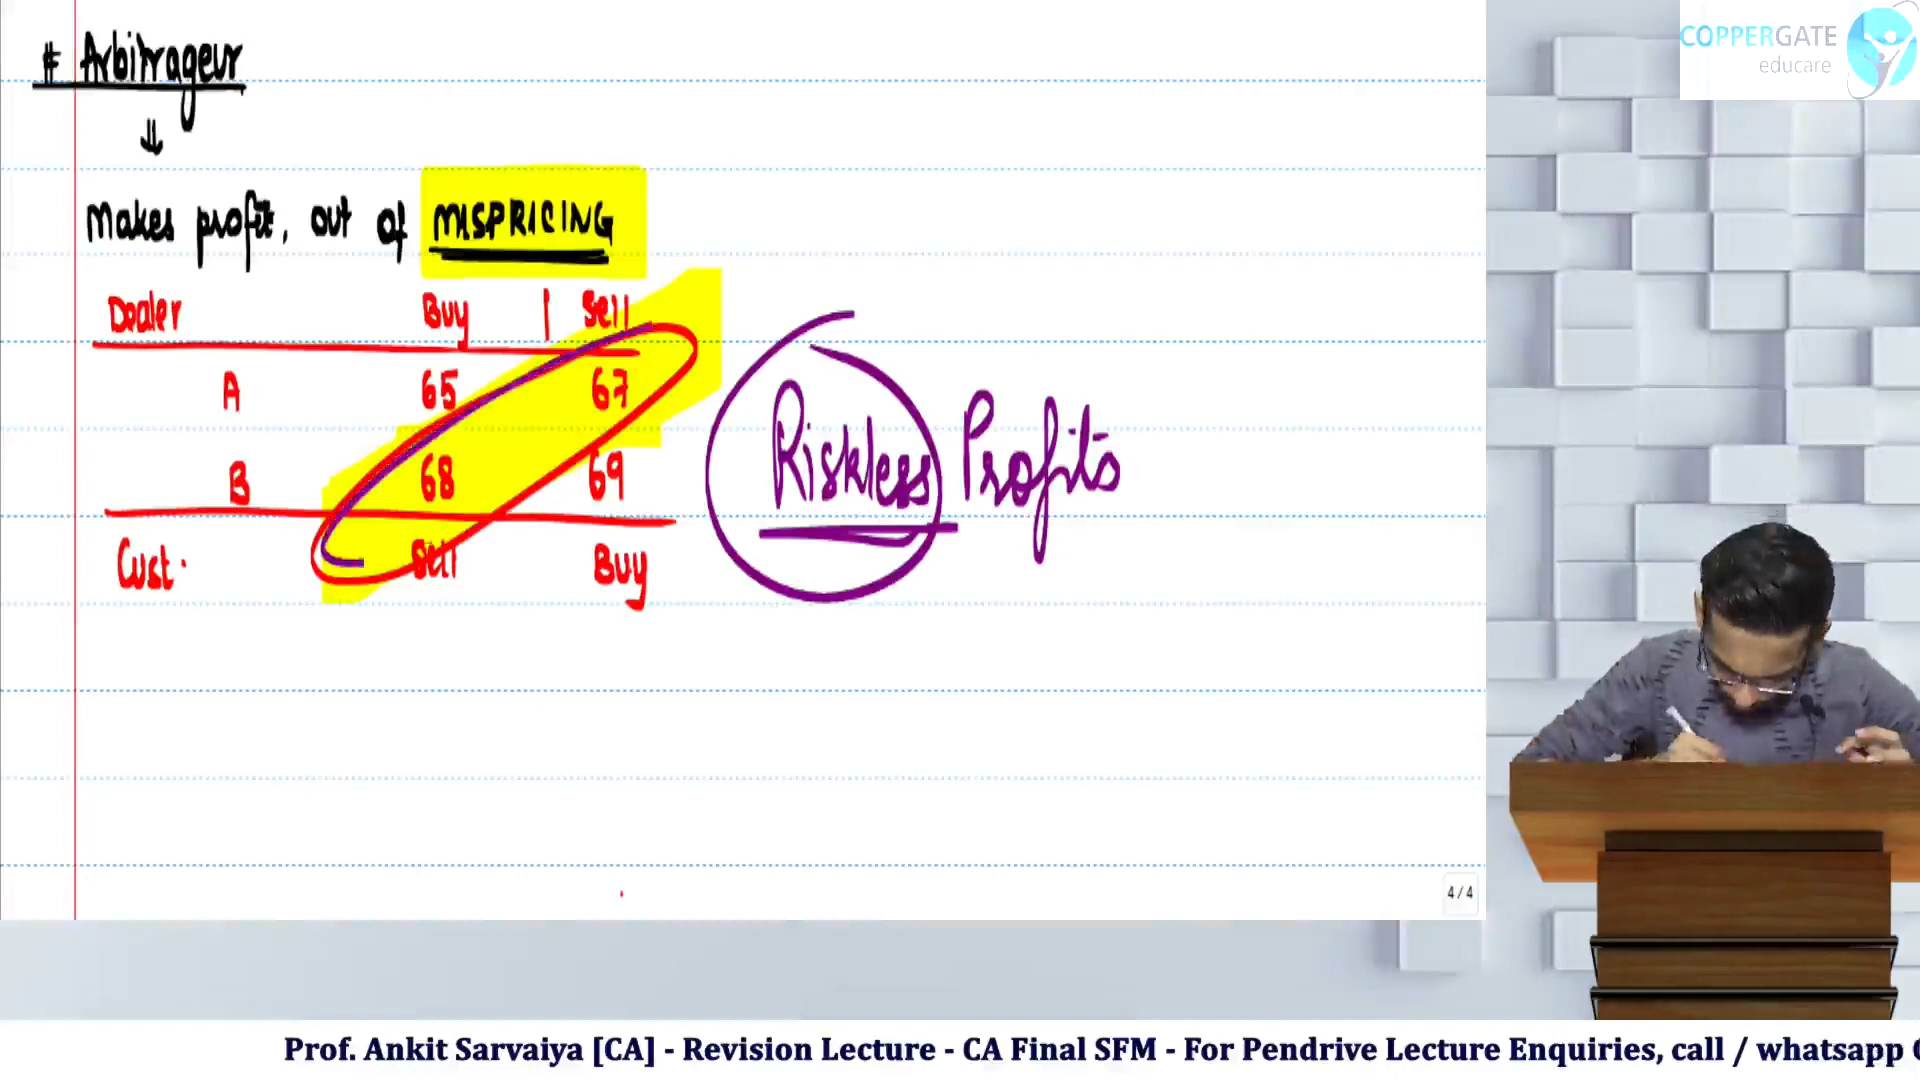 # Arbitrageur
⇓
Makes profit, out of MISPRICING
Dealer Buy | Sell
A 65 67
B 68 69
Cust. Sell Buy
Riskless Profits
COPPERGATE
educare
4/4
Prof. Ankit Sarvaiya [CA] - Revision Lecture - CA Final SFM - For Pendrive Lecture Enquiries, call / whatsapp